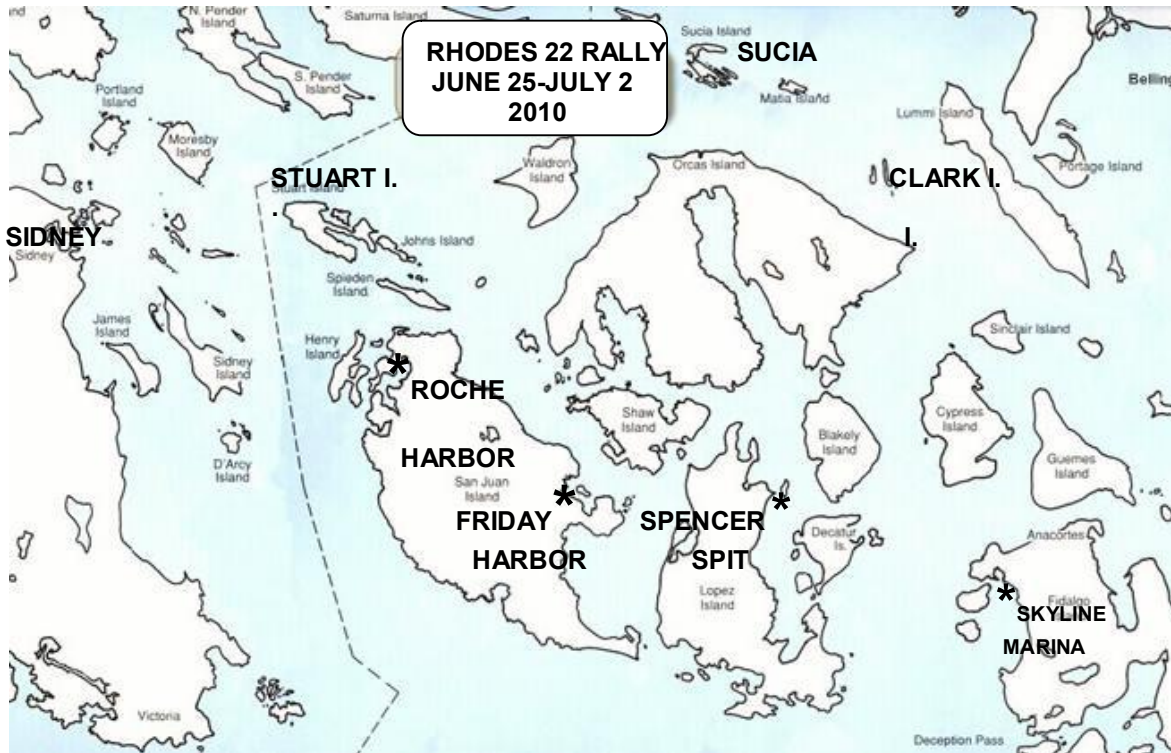 N. Pender
Island
Saturna Island
RHODES 22 RALLY
JUNE 25-JULY 2
2010
Sucia Island
SUCIA
S. Pender
Island
Portland
Island
Matia Island
Belling
Lummi Island
Moresby
Island
Waldron
Island
Orcas Island
Portage Island
STUART I.
Stuart Island
.
CLARK I.
SIDNEY
Sidney
Johns Island
I.
Spieden
Island
James
Island
Henry
Island
Sinclair Island
Sidney
Island
*
ROCHE
Shaw
Island
Cypress
Island
Blakely
Island
HARBOR
D'Arcy
Island
San Juan
Island
Guemes
Island
*
*
FRIDAY
SPENCER
HARBOR
SPIT
Decatur
Is.
Anacortes
Lopez
Island
*
Fidalgo
SKYLINE
MARINA
Victoria
Deception Pass